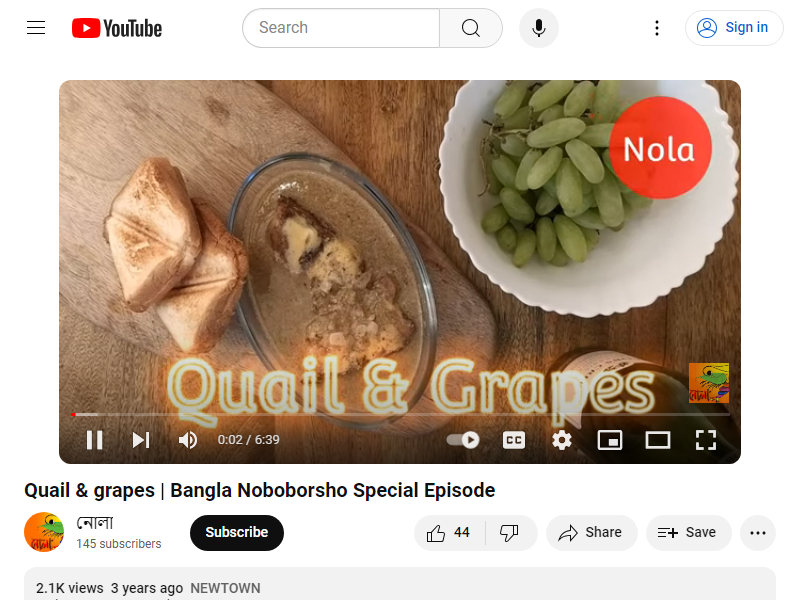 YouTube
Search
Sign in
Nola
Quail & Grapes
0:02 / 6:39
CC
Quail & grapes | Bangla Noboborsho Special Episode
নোলা
145 subscribers
Subscribe
44
Share
Save
2.1K views 3 years ago NEWTOWN